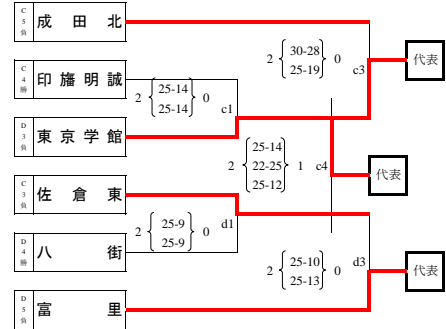 C5負 成田北
C4勝 印旛明誠
D3負 東京学館
C3負 佐倉東
D4勝 八街
D5負 富里
2 30-28 0
25-19
c3
代表
2 25-14 0
25-14
c1
2 25-14 1
22-25
25-12
c4
代表
2 25-9 0
25-9
d1
2 25-10 0
25-13
d3
代表